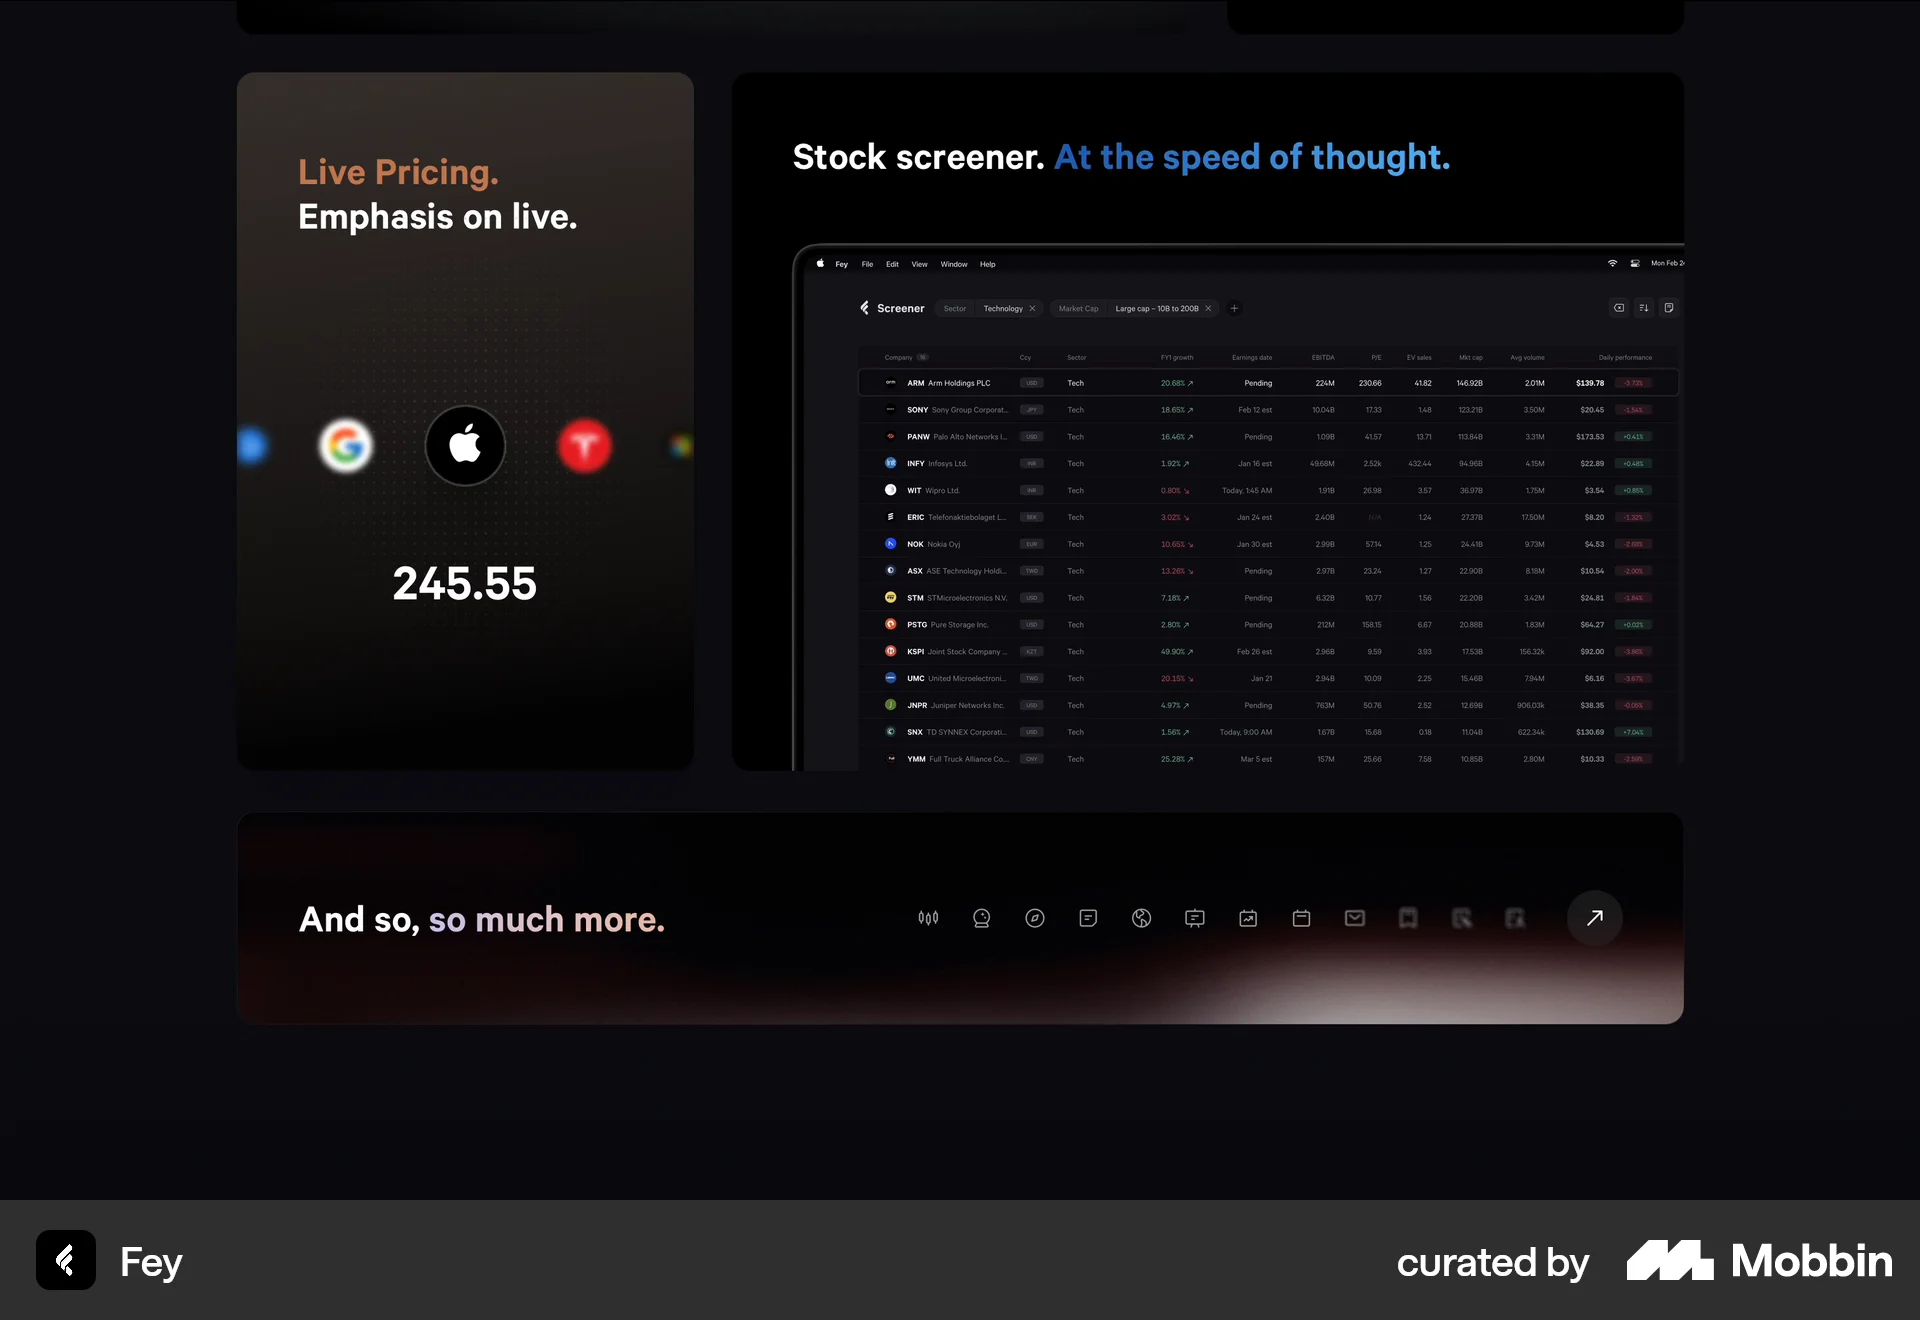 Live Pricing.
Emphasis on live.
245.55
Stock screener. At the speed of thought.
Fey File Edit View Window Help Mon Feb 24
Screener Sector Technology Market Cap Large cap – 10B to 200B
Company Ccy Sector FY1 growth Earnings date EBITDA P/E EV sales Mkt cap Avg volume Daily performance
ARM Arm Holdings PLC USD Tech 20.68% Pending 224M 230.66 41.82 146.92B 2.01M $139.78 -3.73%
SONY Sony Group Corporat... JPY Tech 18.65% Feb 12 est 10.04B 17.33 1.48 123.21B 3.50M $20.45 -1.54%
PANW Palo Alto Networks I... USD Tech 16.46% Pending 1.09B 41.57 13.71 113.84B 3.31M $173.53 +0.41%
INFY Infosys Ltd. INR Tech 1.92% Jan 16 est 49.68M 2.52k 432.44 94.96B 4.15M $22.89 +0.48%
WIT Wipro Ltd. INR Tech 0.80% Today, 1:45 AM 1.91B 26.98 3.57 36.97B 1.75M $3.54 +0.85%
ERIC Telefonaktiebolaget L... SEK Tech 3.02% Jan 24 est 2.40B N/A 1.24 27.37B 17.50M $8.20 -1.32%
NOK Nokia Oyj EUR Tech 10.65% Jan 30 est 2.99B 57.14 1.25 24.41B 9.73M $4.53 -2.69%
ASX ASE Technology Holdi... TWD Tech 13.26% Pending 2.97B 23.24 1.27 22.90B 8.18M $10.54 -2.00%
STM STMicroelectronics N.V. USD Tech 7.18% Pending 6.32B 10.77 1.56 22.20B 3.42M $24.81 -1.84%
PSTG Pure Storage Inc. USD Tech 2.80% Pending 212M 158.15 6.67 20.88B 1.83M $64.27 +0.02%
KSPI Joint Stock Company ... KZT Tech 49.90% Feb 26 est 2.96B 9.59 3.93 17.53B 156.32k $92.00 -3.86%
UMC United Microelectroni... TWD Tech 20.15% Jan 21 2.94B 10.09 2.25 15.46B 7.94M $6.16 -3.67%
JNPR Juniper Networks Inc. USD Tech 4.97% Pending 763M 50.76 2.52 12.69B 906.03k $38.35 -0.05%
SNX TD SYNNEX Corporati... USD Tech 1.56% Today, 9:00 AM 1.67B 15.68 0.18 11.04B 622.34k $130.69 +7.04%
YMM Full Truck Alliance Co... CNY Tech 25.28% Mar 5 est 157M 25.66 7.58 10.85B 2.80M $10.33 -2.59%
And so, so much more.
Fey
curated by Mobbin